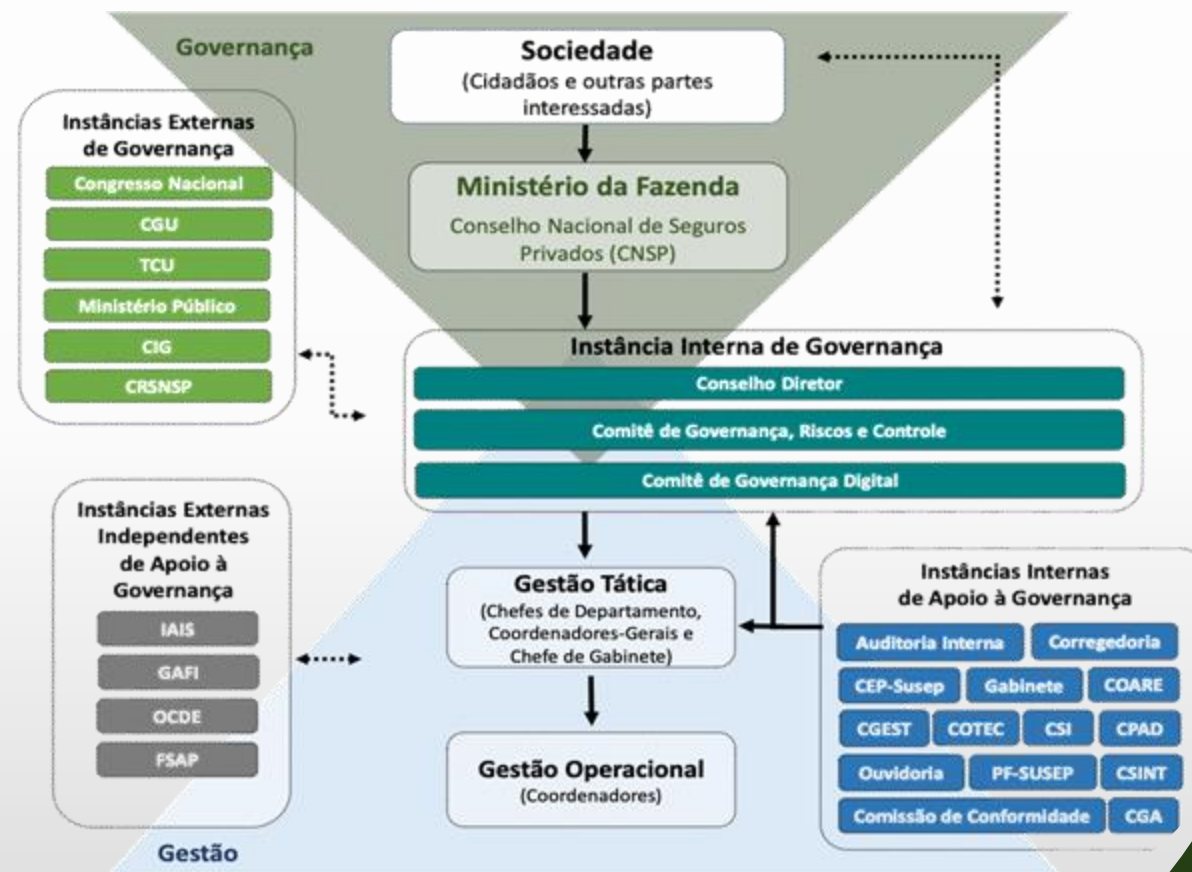 Governança
Sociedade
(Cidadãos e outras partes
interessadas)
Instâncias Externas
de Governança
Congresso Nacional
CGU
TCU
Ministério Público
CIG
CRSNSP
Ministério da Fazenda
Conselho Nacional de Seguros
Privados (CNSP)
Instância Interna de Governança
Conselho Diretor
Comitê de Governança, Riscos e Controle
Comitê de Governança Digital
Instâncias Externas
Independentes
de Apoio à
Governança
IAIS
GAFI
OCDE
FSAP
Gestão Tática
(Chefes de Departamento,
Coordenadores-Gerais e
Chefe de Gabinete)
Gestão Operacional
(Coordenadores)
Instâncias Internas
de Apoio à Governança
Auditoria Interna Corregedoria
CEP-Susep Gabinete COARE
CGEST COTEC CSI CPAD
Ouvidoria PF-SUSEP CSINT
Comissão de Conformidade CGA
Gestão